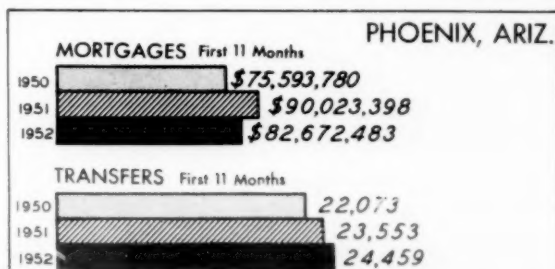 PHOENIX, ARIZ.
MORTGAGES First 11 Months
1950 $75,593,780
1951 $90,023,398
1952 $82,672,483
TRANSFERS First 11 Months
1950 22,073
1951 23,553
1952 24,459